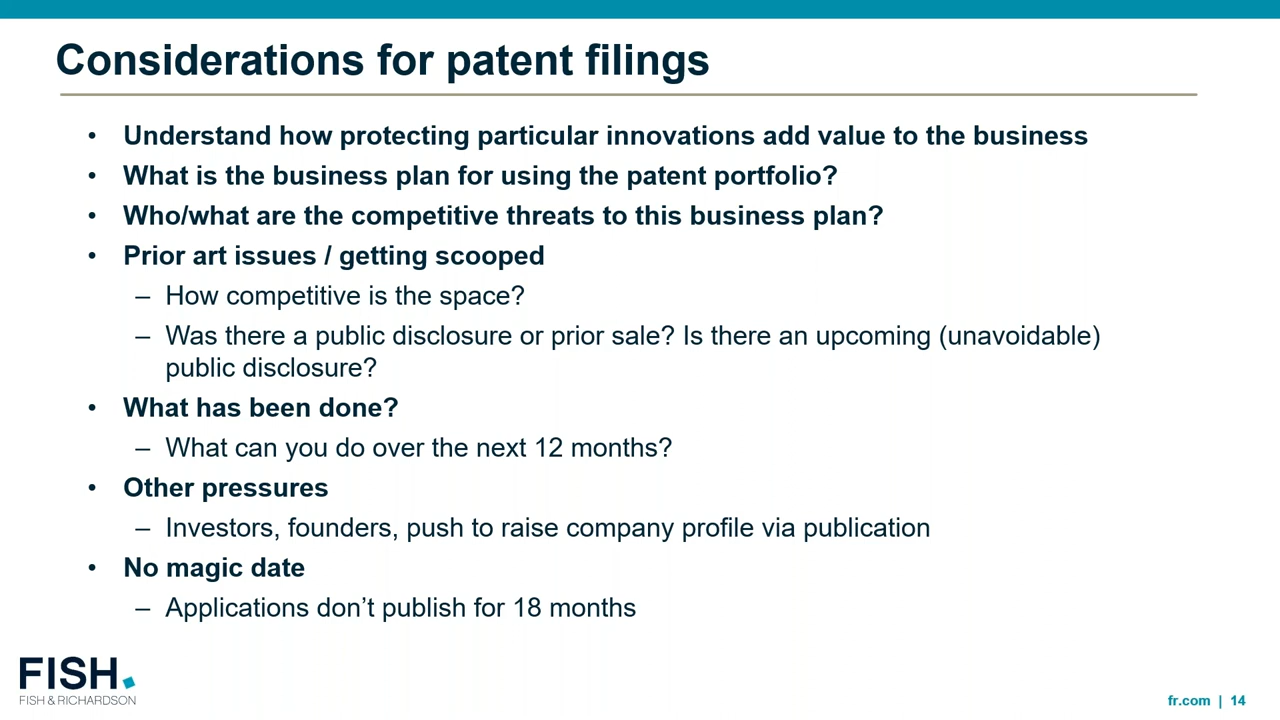 Considerations for patent filings
• Understand how protecting particular innovations add value to the business
• What is the business plan for using the patent portfolio?
• Who/what are the competitive threats to this business plan?
• Prior art issues / getting scooped
– How competitive is the space?
– Was there a public disclosure or prior sale? Is there an upcoming (unavoidable)
public disclosure?
• What has been done?
– What can you do over the next 12 months?
• Other pressures
– Investors, founders, push to raise company profile via publication
• No magic date
– Applications don’t publish for 18 months
FISH
FISH & RICHARDSON
fr.com | 14